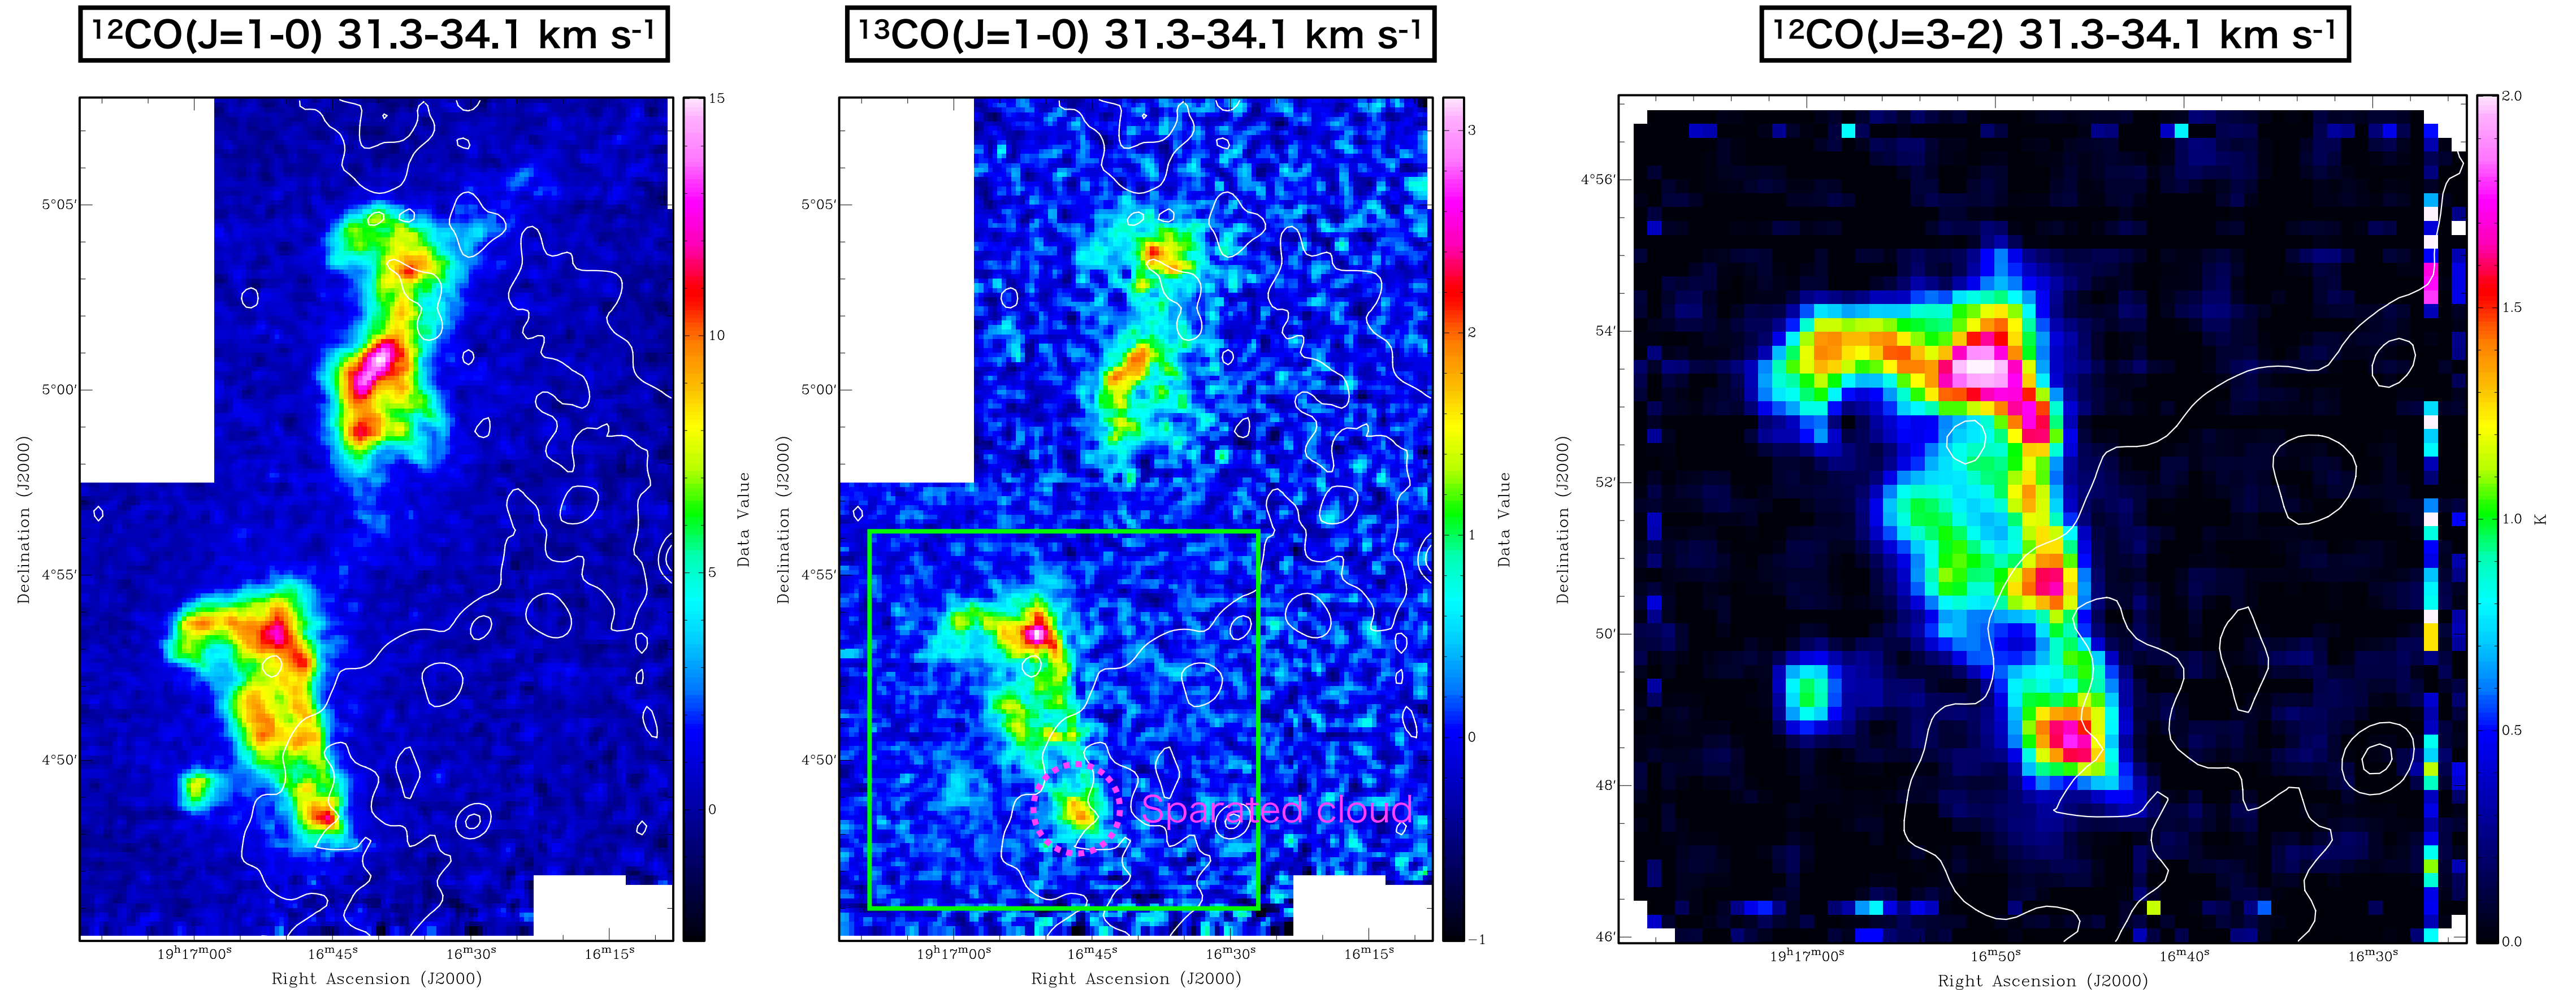 ¹²CO(J=1-0) 31.3-34.1 km s⁻¹
15
10
5
0
Data Value
5°05′
5°00′
4°55′
4°50′
Declination (J2000)
19ʰ17ᵐ00ˢ 16ᵐ45ˢ 16ᵐ30ˢ 16ᵐ15ˢ
Right Ascension (J2000)
¹³CO(J=1-0) 31.3-34.1 km s⁻¹
3
2
1
0
−1
Data Value
5°05′
5°00′
4°55′
4°50′
Declination (J2000)
Sparated cloud
19ʰ17ᵐ00ˢ 16ᵐ45ˢ 16ᵐ30ˢ 16ᵐ15ˢ
Right Ascension (J2000)
¹²CO(J=3-2) 31.3-34.1 km s⁻¹
2.0
1.5
1.0
0.5
0.0
K
4°56′
54′
52′
50′
48′
46′
Declination (J2000)
19ʰ17ᵐ00ˢ 16ᵐ50ˢ 16ᵐ40ˢ 16ᵐ30ˢ
Right Ascension (J2000)